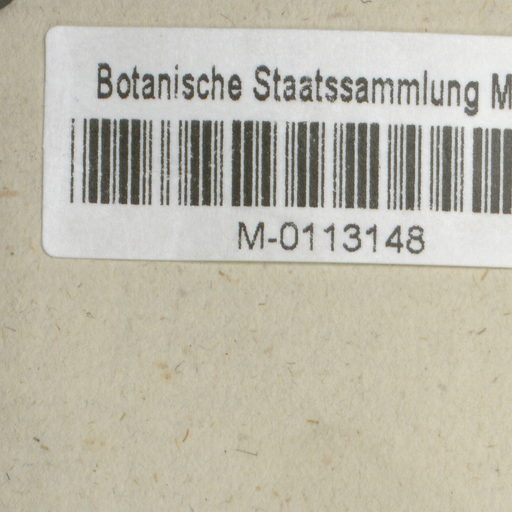 Botanische Staatssammlung M
M-0113148